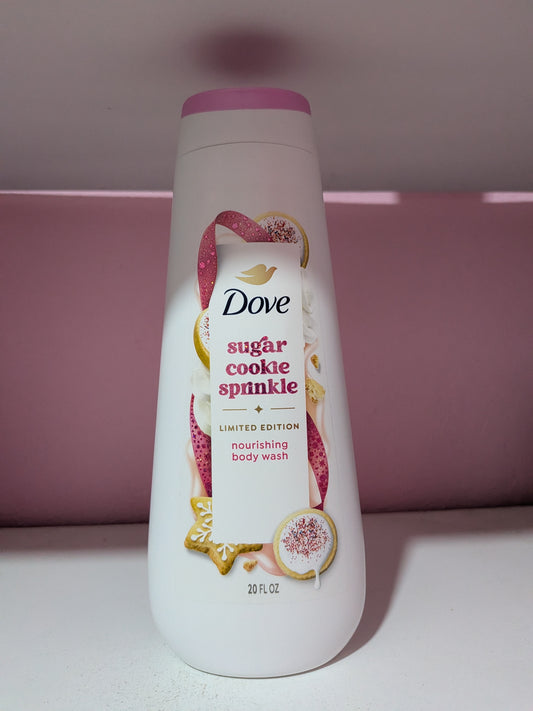 Dove
sugar
cookie
sprinkle
LIMITED EDITION
nourishing
body wash
20 FL OZ